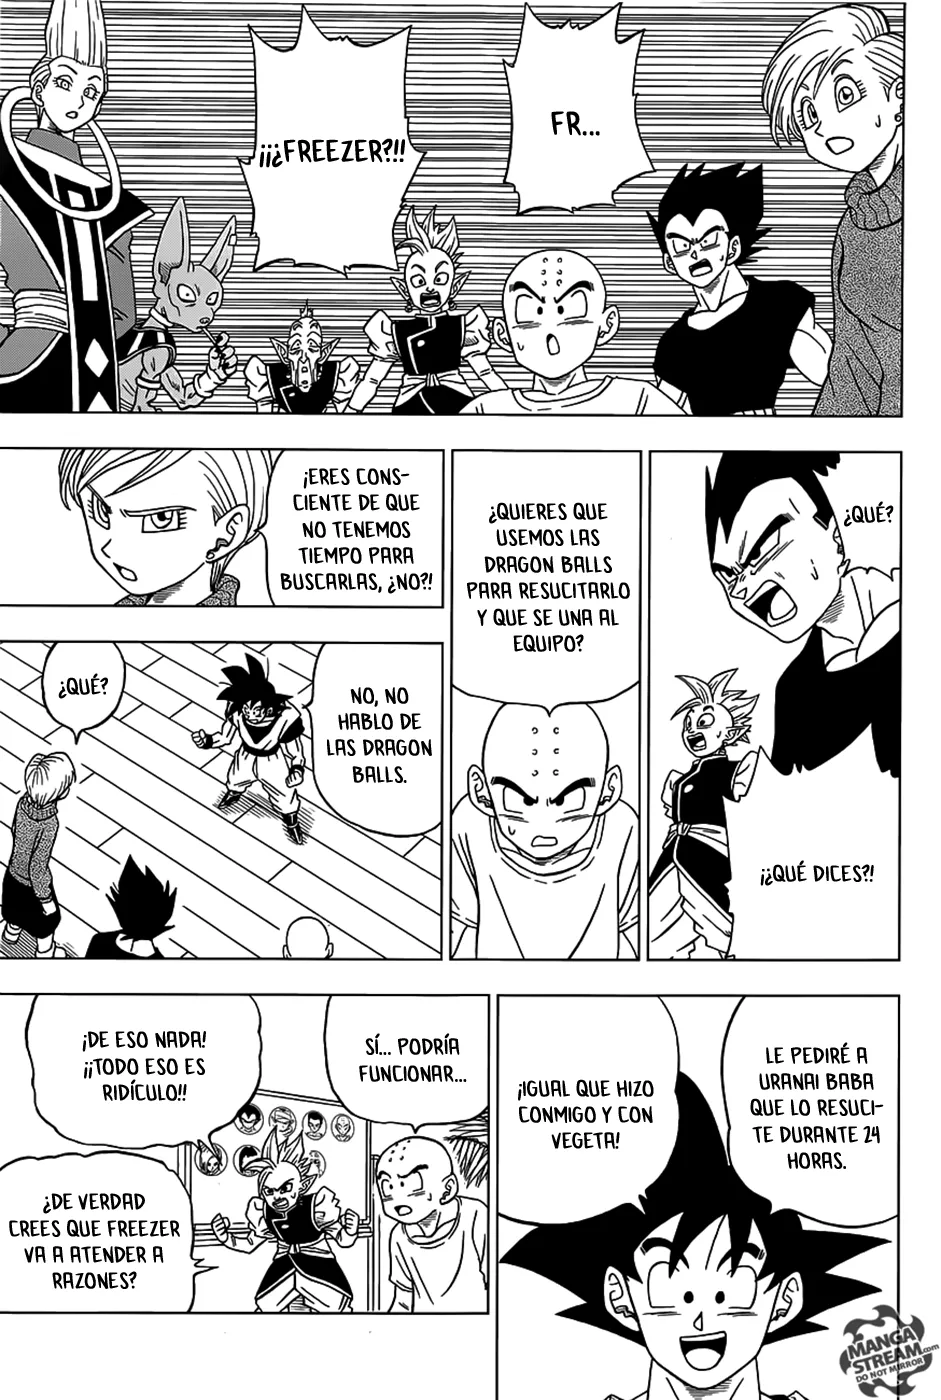 FR...
¡¡¡¿FREEZER?!!
¿QUÉ?
¡¿QUÉ DICES?!
¿QUIERES QUE
USEMOS LAS
DRAGON BALLS
PARA RESUCITARLO
Y QUE SE UNA AL
EQUIPO?
¡ERES CONS-
CIENTE DE QUE
NO TENEMOS
TIEMPO PARA
BUSCARLAS, ¿NO?!
NO, NO
HABLO DE
LAS DRAGON
BALLS.
¿QUÉ?
LE PEDIRÉ A
URANAI BABA
QUE LO RESUCI-
TE DURANTE 24
HORAS.
¡IGUAL QUE HIZO
CONMIGO Y CON
VEGETA!
SÍ... PODRÍA
FUNCIONAR...
¡DE ESO NADA!
¡¡TODO ESO ES
RIDÍCULO!!
¿DE VERDAD
CREES QUE FREEZER
VA A ATENDER A
RAZONES?
MANGA
STREAM.com
DO NOT MIRROR